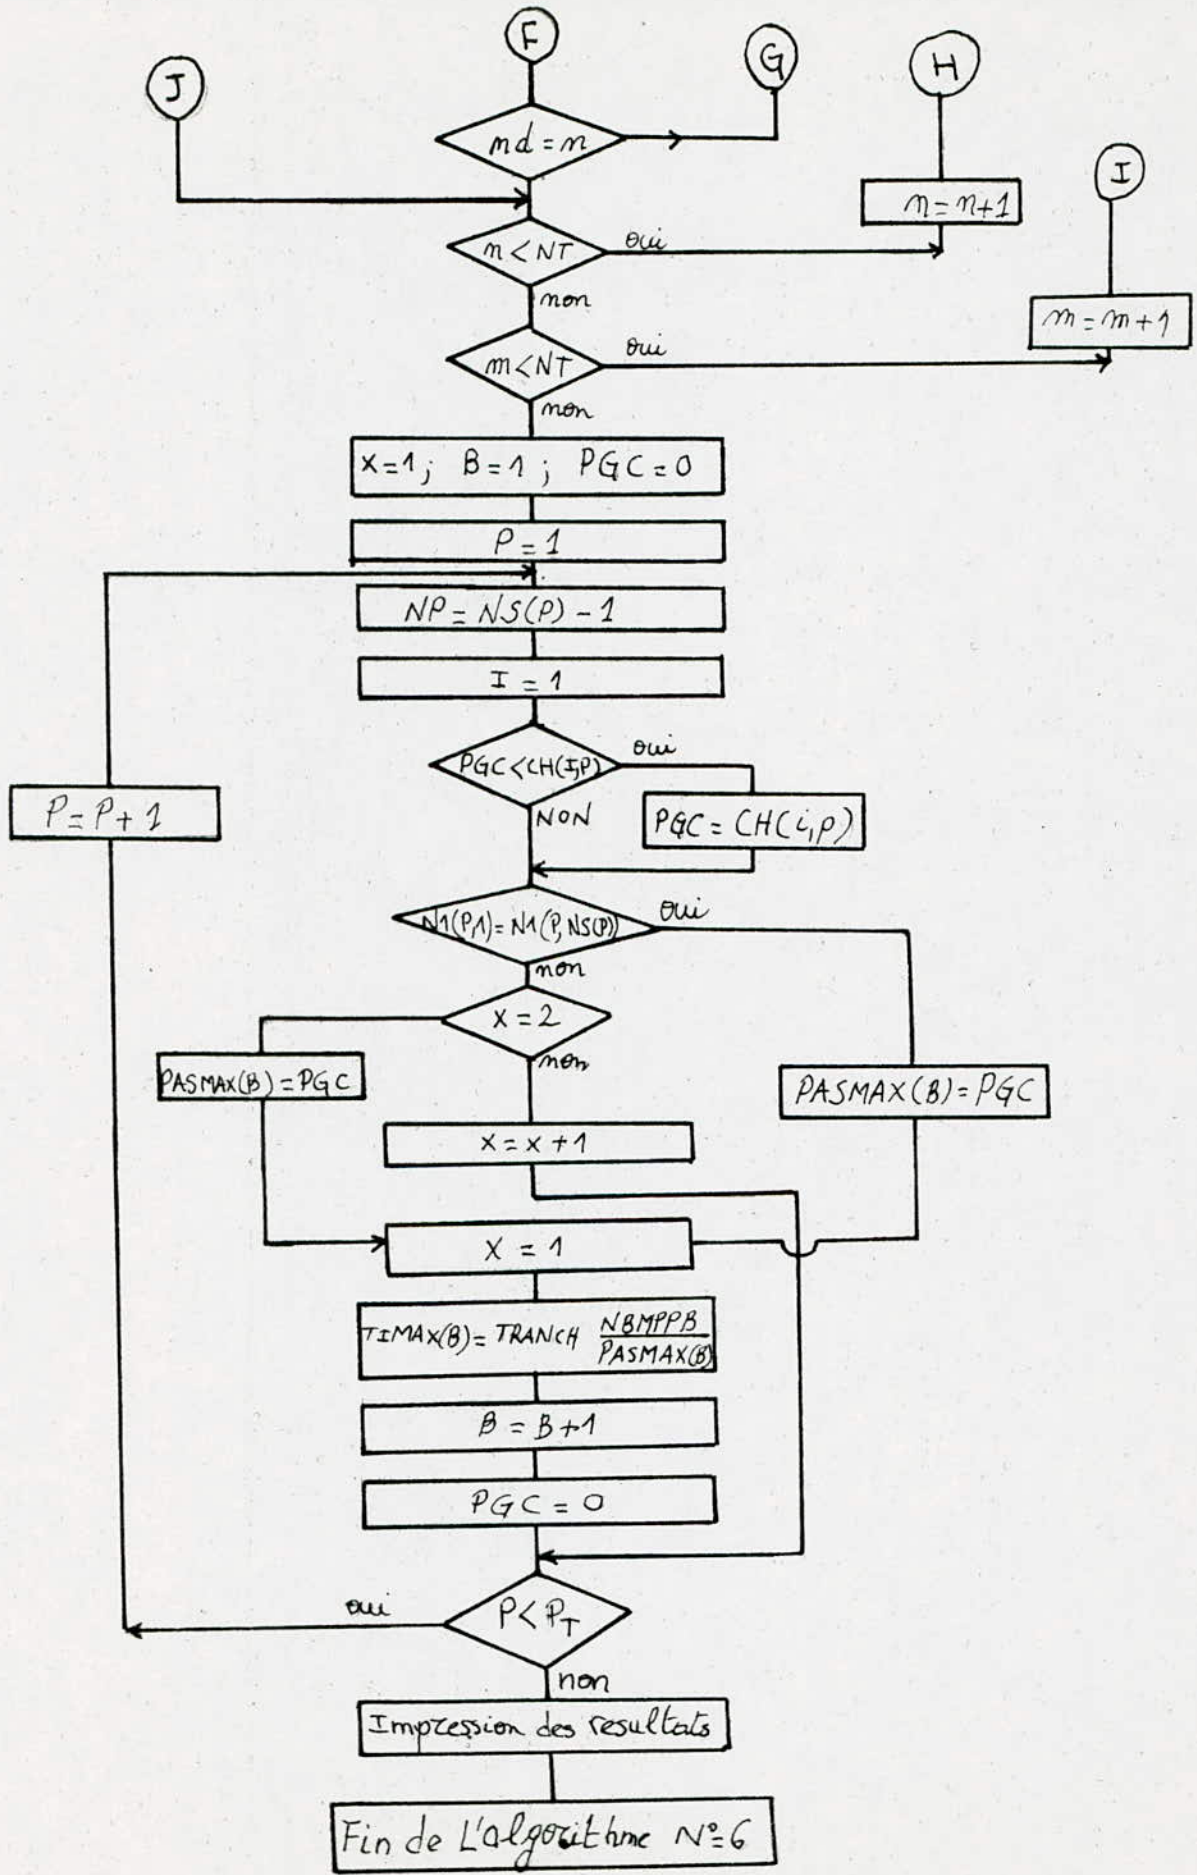 F
G
H
J
md = n
I
n = n+1
n < NT
oui
non
m = m+1
m < NT
oui
non
X=1; B=1; PGC=0
P = 1
NP = NS(P) - 1
I = 1
PGC < CH(I,P)
oui
NON
P = P+1
PGC = CH(i,p)
N1(P,1) = N1(P, NS(P))
oui
non
X = 2
non
PASMAX(B) = PGC
PASMAX(B) = PGC
X = x + 1
X = 1
TIMAX(B) = TRANCH NBMPPB
PASMAX(B)
B = B+1
PGC = 0
P < PT
oui
non
Impression des resultats
Fin de L'algorithme N°=6